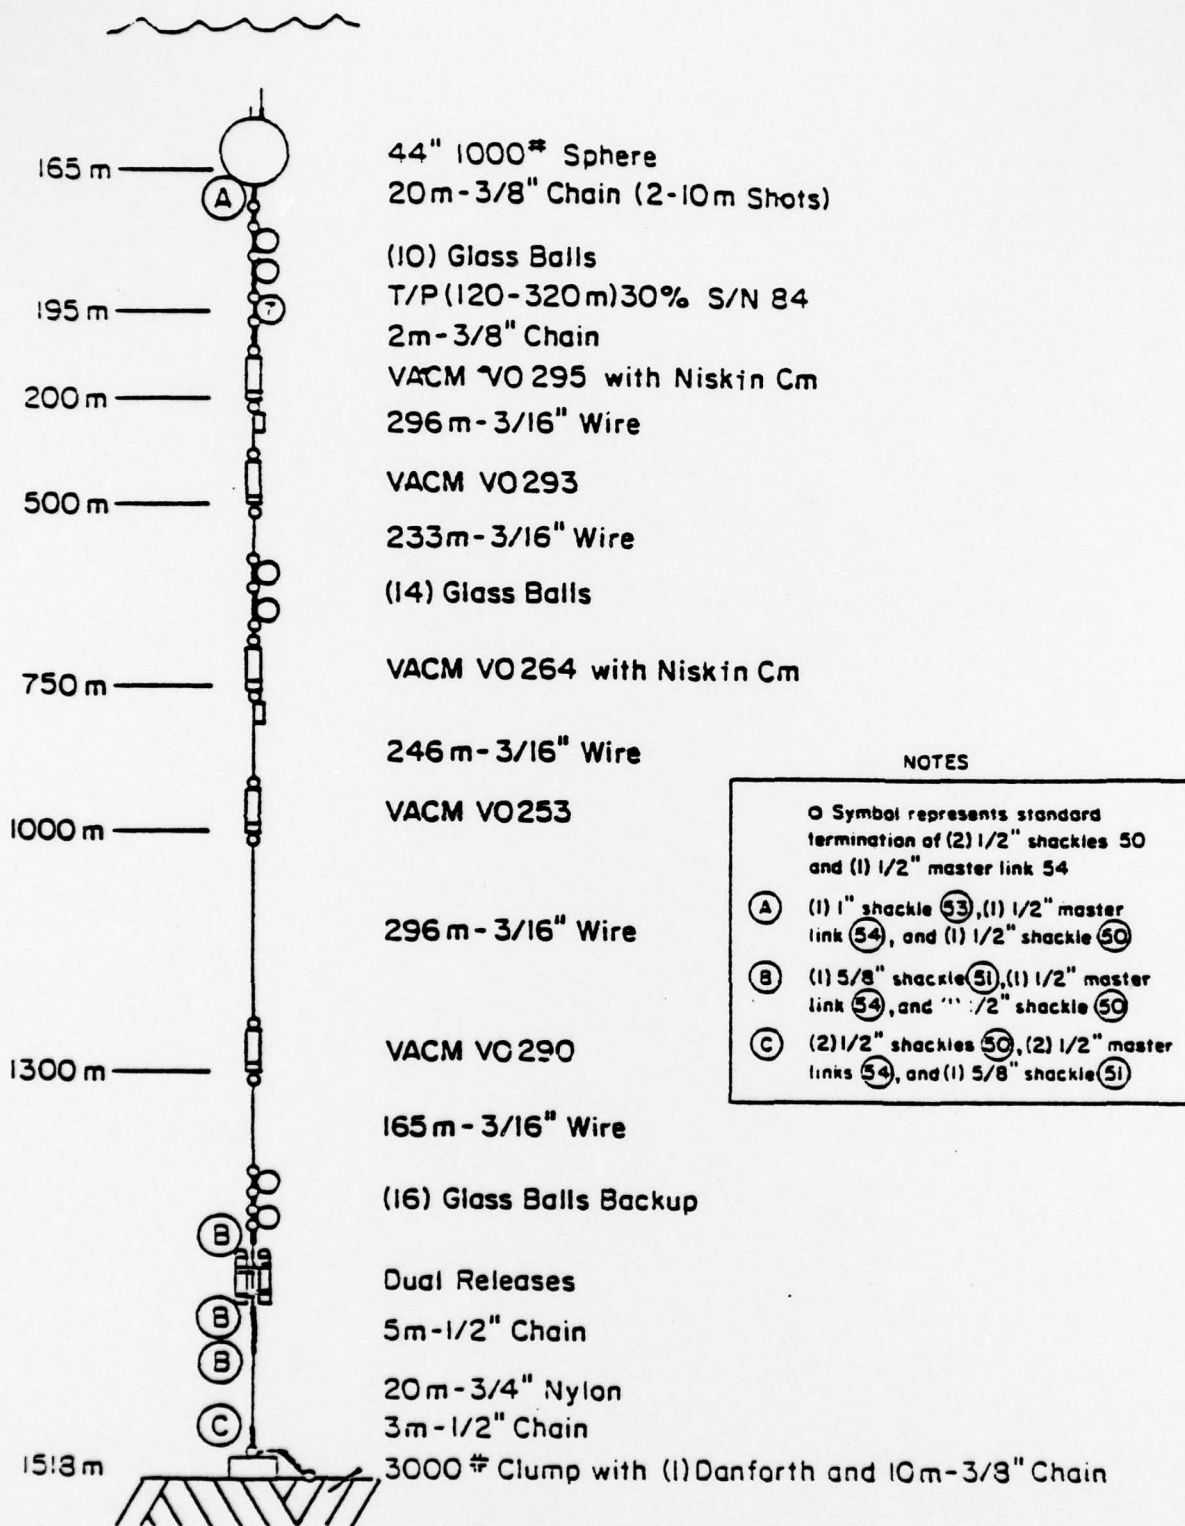 165 m
44" 1000# Sphere
A
20m-3/8" Chain (2-10m Shots)
(10) Glass Balls
T/P (120-320m) 30% S/N 84
195 m
2m-3/8" Chain
VACM VO295 with Niskin Cm
200 m
296m-3/16" Wire
VACM VO293
500 m
233m-3/16" Wire
(14) Glass Balls
VACM VO264 with Niskin Cm
750 m
246m-3/16" Wire
VACM VO253
1000 m
296m-3/16" Wire
VACM VO290
1300 m
165m-3/16" Wire
(16) Glass Balls Backup
B
Dual Releases
B
5m-1/2" Chain
B
20m-3/4" Nylon
C
3m-1/2" Chain
1518 m
3000# Clump with (1) Danforth and 10m-3/8" Chain
NOTES
O Symbol represents standard
termination of (2) 1/2" shackles 50
and (1) 1/2" master link 54
A (1) 1" shackle 53, (1) 1/2" master
link 54, and (1) 1/2" shackle 50
B (1) 5/8" shackle 51, (1) 1/2" master
link 54, and /2" shackle 50
C (2) 1/2" shackles 50, (2) 1/2" master
links 54, and (1) 5/8" shackle 51